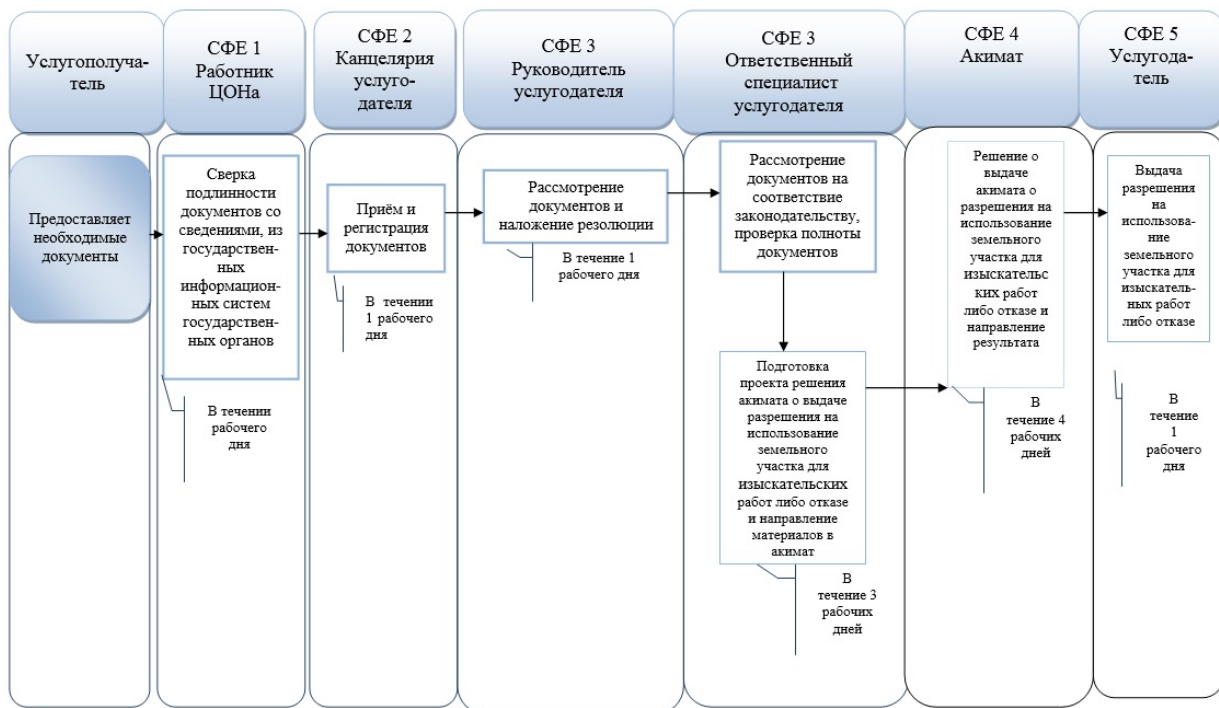 Услугополуча-
тель
СФЕ 1
Работник
ЦОНа
СФЕ 2
Канцелярия
услуго-
дателя
СФЕ 3
Руководитель
услугодателя
СФЕ 3
Ответственный
специалист
услугодателя
СФЕ 4
Акимат
СФЕ 5
Услугода-
тель
Предоставляет
необходимые
документы
Сверка
подлинности
документов со
сведениями, из
государствен-
ных
информацион-
ных систем
государствен-
ных органов
В течении
рабочего
дня
Приём и
регистрация
документов
В течении
1 рабочего
дня
Рассмотрение
документов и
наложение резолюции
В течение 1
рабочего дня
Рассмотрение
документов на
соответствие
законодательству,
проверка полноты
документов
Подготовка
проекта решения
акимата о выдаче
разрешения на
использование
земельного
участка для
изыскательских
работ либо отказе
и направление
материалов в
акимат
В
течение 3
рабочих
дней
Решение о
выдаче
акимата о
разрешения на
использование
земельного
участка для
изыскательс
ких работ
либо отказе и
направление
результата
В
течение 4
рабочих
дней
Выдача
разрешения
на
использова-
ние
земельного
участка для
изыскатель-
ных работ
либо отказе
В
течение
1
рабочего
дня